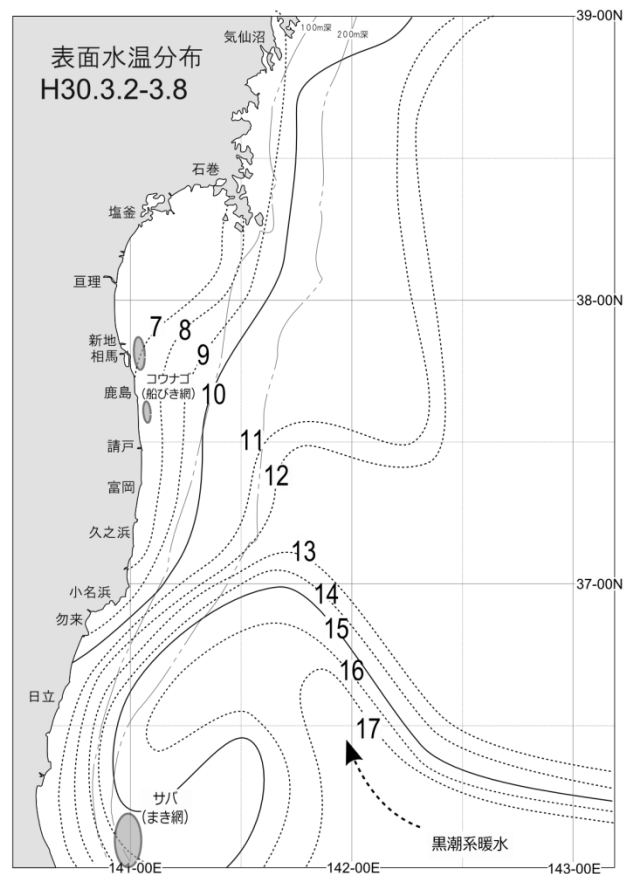 39-00N
100m深
200m深
気仙沼
表面水温分布
H30.3.2-3.8
石巻
塩釜
亘理
38-00N
7
8
新地
相馬
9
コウナゴ
(船びき網)
鹿島
10
請戸
11
12
富岡
久之浜
13
37-00N
小名浜
14
勿来
15
16
日立
17
サバ
(まき網)
黒潮系暖水
141-00E
142-00E
143-00E